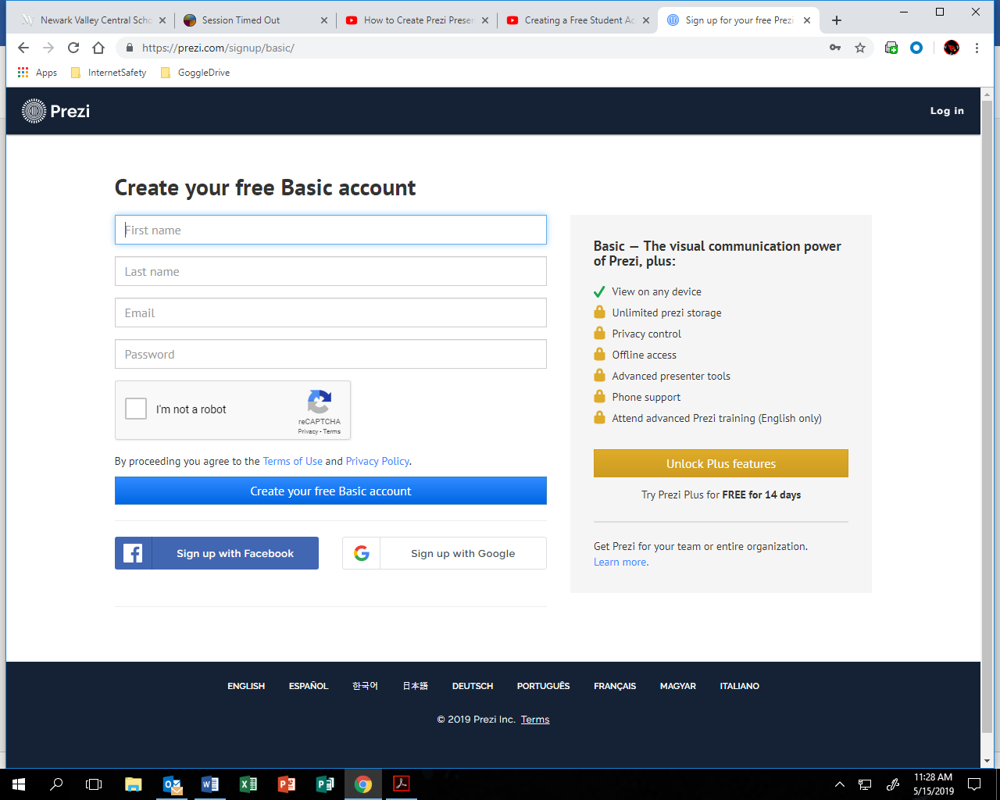 Newark Valley Central Scho
Session Timed Out
How to Create Prezi Presen
Creating a Free Student Ac
Sign up for your free Prezi
https://prezi.com/signup/basic/
Apps
InternetSafety
GoggleDrive
Prezi
Log in
Create your free Basic account
First name
Last name
Email
Password
I'm not a robot
reCAPTCHA
Privacy - Terms
By proceeding you agree to the Terms of Use and Privacy Policy.
Create your free Basic account
Sign up with Facebook
Sign up with Google
Basic — The visual communication power
of Prezi, plus:
View on any device
Unlimited prezi storage
Privacy control
Offline access
Advanced presenter tools
Phone support
Attend advanced Prezi training (English only)
Unlock Plus features
Try Prezi Plus for FREE for 14 days
Get Prezi for your team or entire organization.
Learn more.
ENGLISH ESPAÑOL 한국어 日本語 DEUTSCH PORTUGUÊS FRANÇAIS MAGYAR ITALIANO
© 2019 Prezi Inc. Terms
11:28 AM
5/15/2019